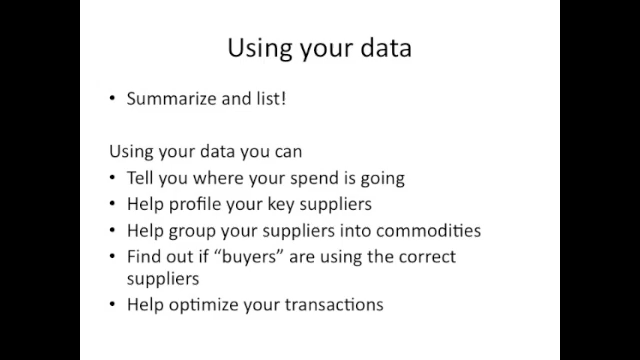 Using your data
• Summarize and list!
Using your data you can
• Tell you where your spend is going
• Help profile your key suppliers
• Help group your suppliers into commodities
• Find out if “buyers” are using the correct
suppliers
• Help optimize your transactions